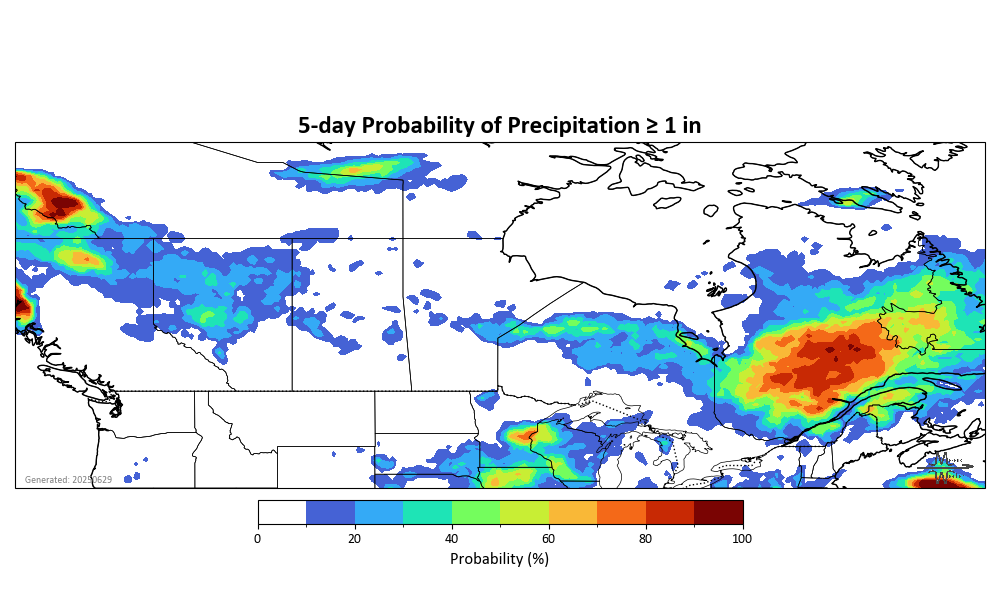 5-day Probability of Precipitation ≥ 1 in
Generated: 20250629
0 20 40 60 80 100
Probability (%)